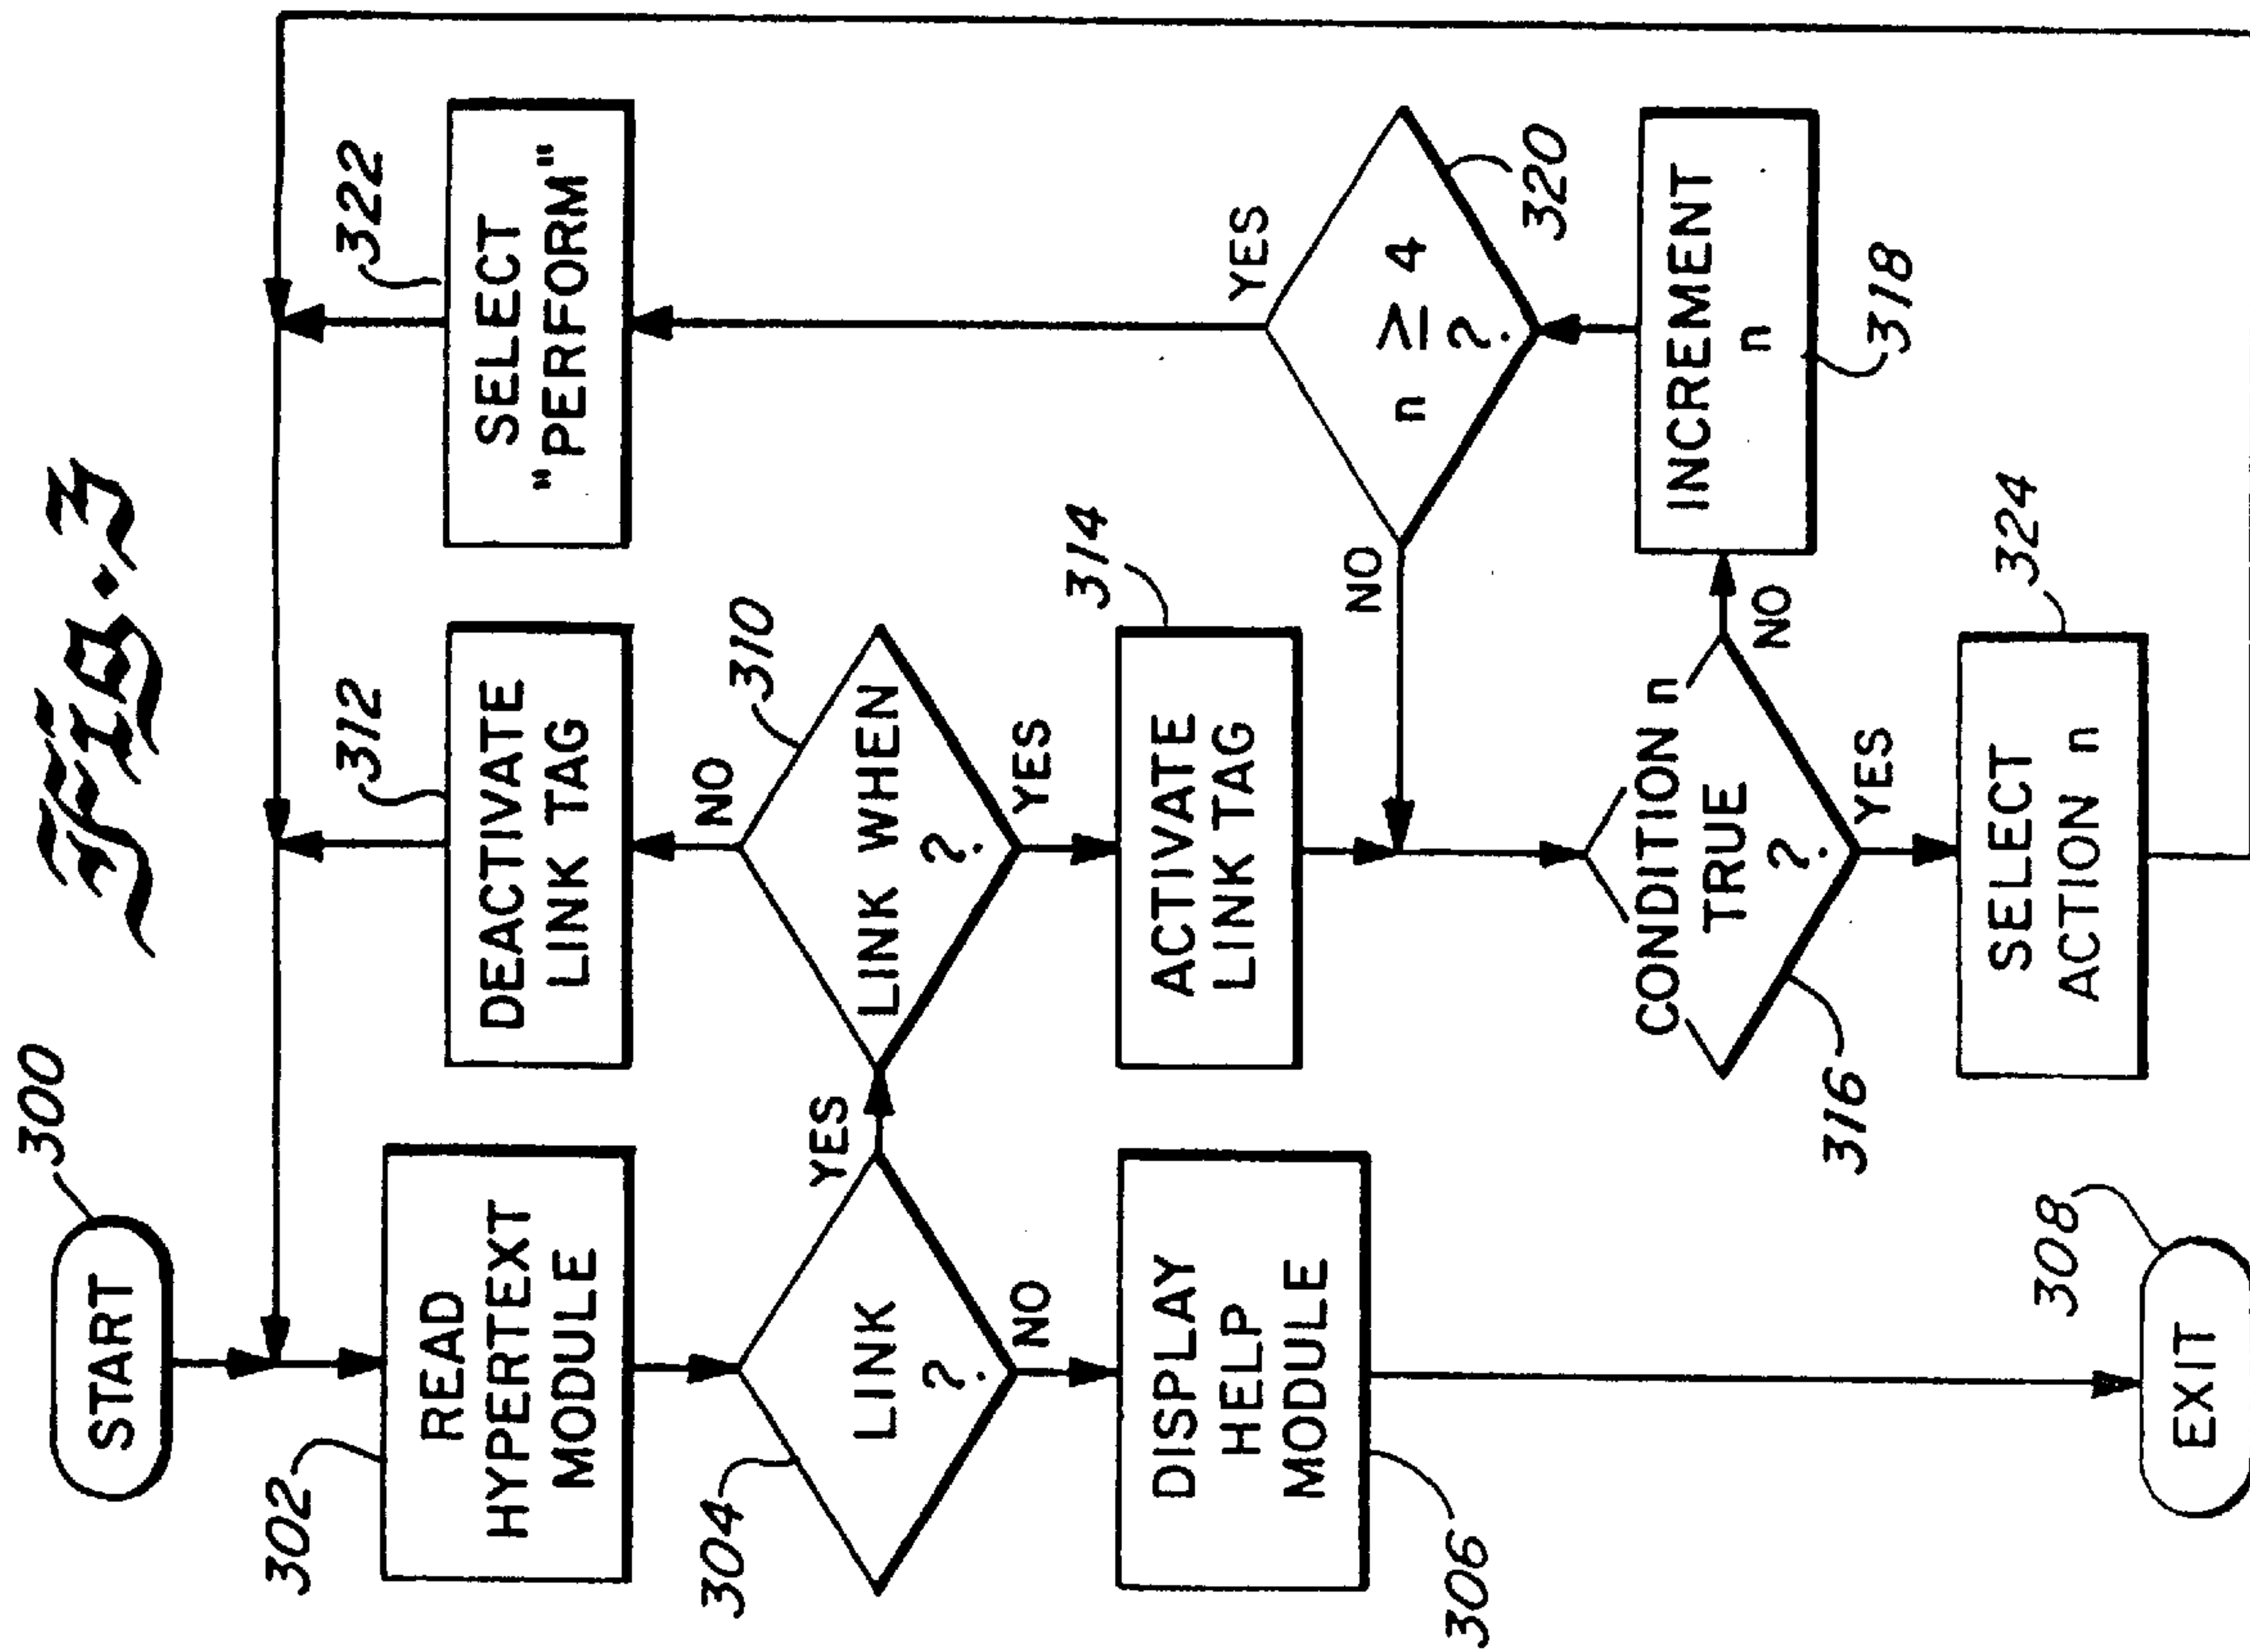 Fig. 3
START
300
READ
HYPERTEXT
MODULE
302
LINK
?
304
YES
NO
DISPLAY
HELP
MODULE
306
EXIT
308
DEACTIVATE
LINK TAG
312
NO
LINK WHEN
?
310
YES
ACTIVATE
LINK TAG
314
CONDITION n
TRUE
?
316
NO
YES
SELECT
ACTION n
324
SELECT
"PERFORM"
322
YES
n ≥ 4
?
320
NO
INCREMENT
n
318